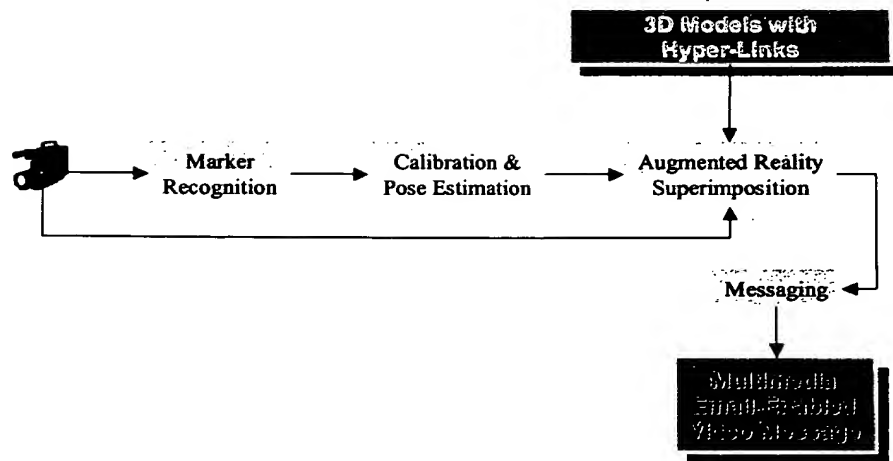 3D Models with
Hyper-Links
Marker
Recognition
Calibration &
Pose Estimation
Augmented Reality
Superimposition
Messaging
Multimedia
Email-Enabled
Video Message